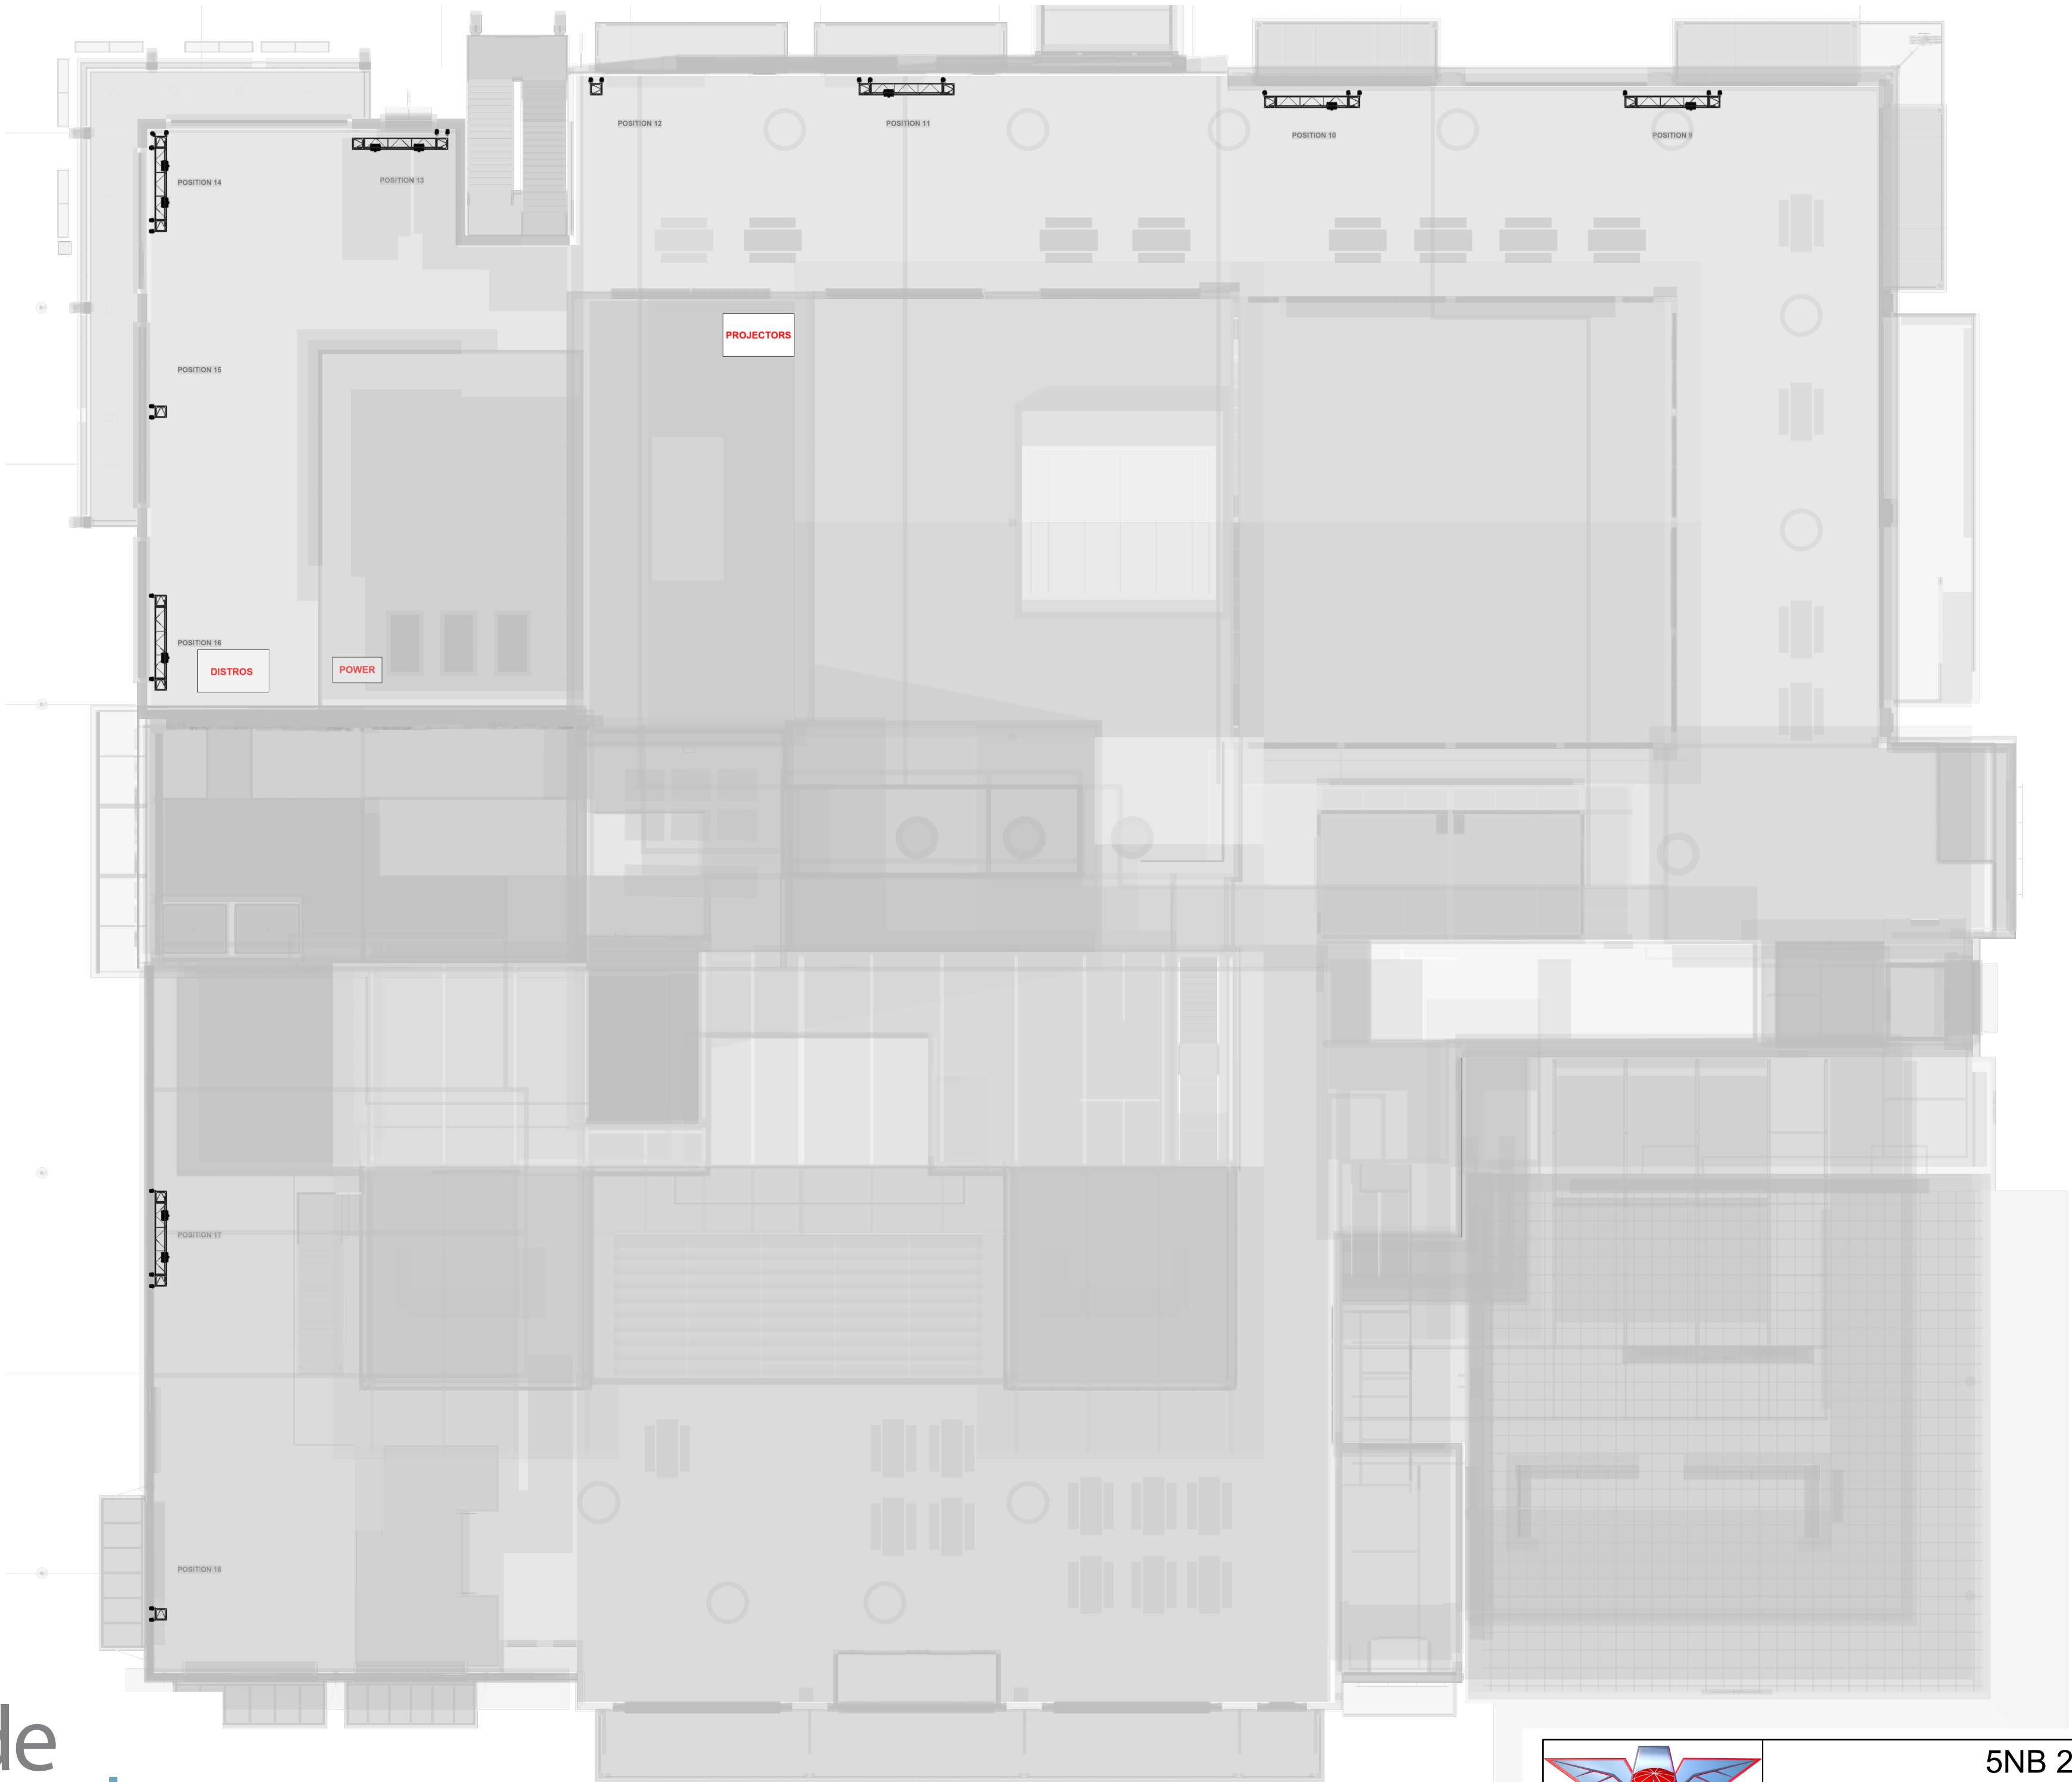 POSITION 12
POSITION 11
POSITION 10
POSITION 9
POSITION 14
POSITION 13
PROJECTORS
POSITION 15
POSITION 16
DISTROS
POWER
POSITION 17
POSITION 18
de
5NB 2